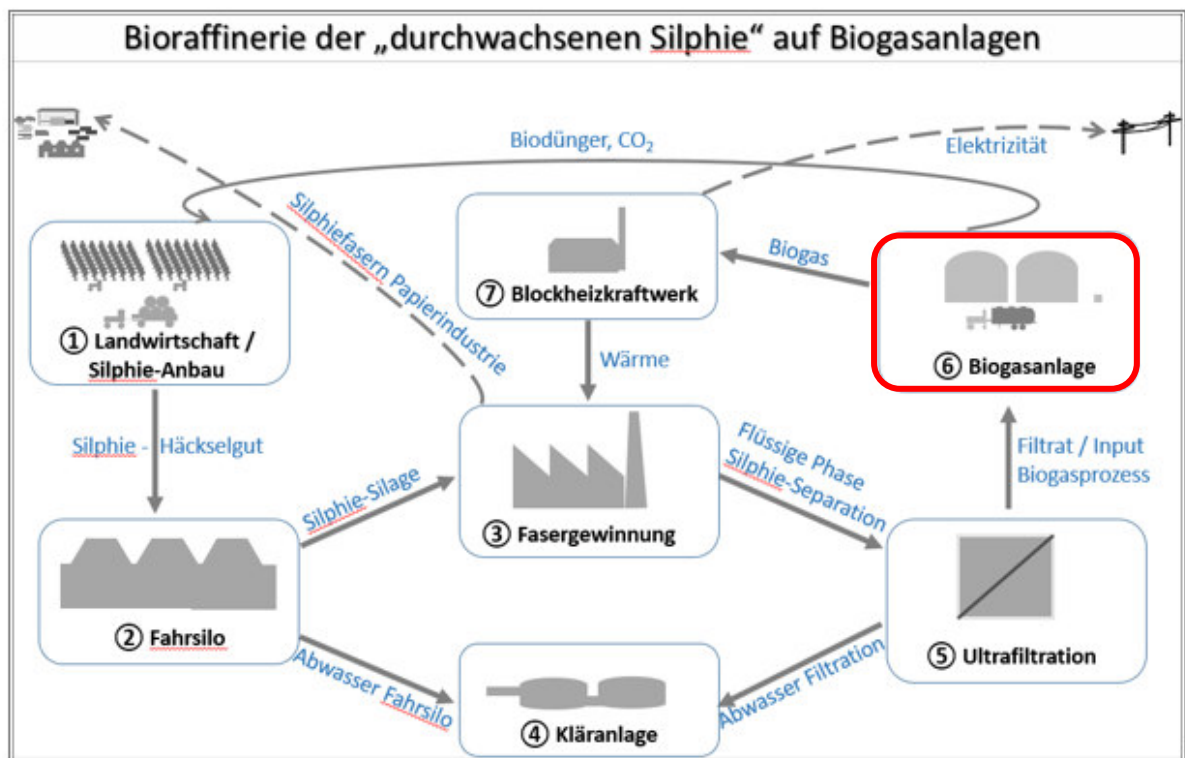 Bioraffinerie der „durchwachsenen Silphie“ auf Biogasanlagen
Biodünger, CO₂
Elektrizität
Silphiefasern Papierindustrie
Biogas
⑦ Blockheizkraftwerk
① Landwirtschaft /
Silphie-Anbau
⑥ Biogasanlage
Wärme
Silphie - Häckselgut
Flüssige Phase
Silphie-Separation
Filtrat / Input
Biogasprozess
Silphie-Silage
③ Fasergewinnung
② Fahrsilo
⑤ Ultrafiltration
Abwasser Fahrsilo
Abwasser Filtration
④ Kläranlage